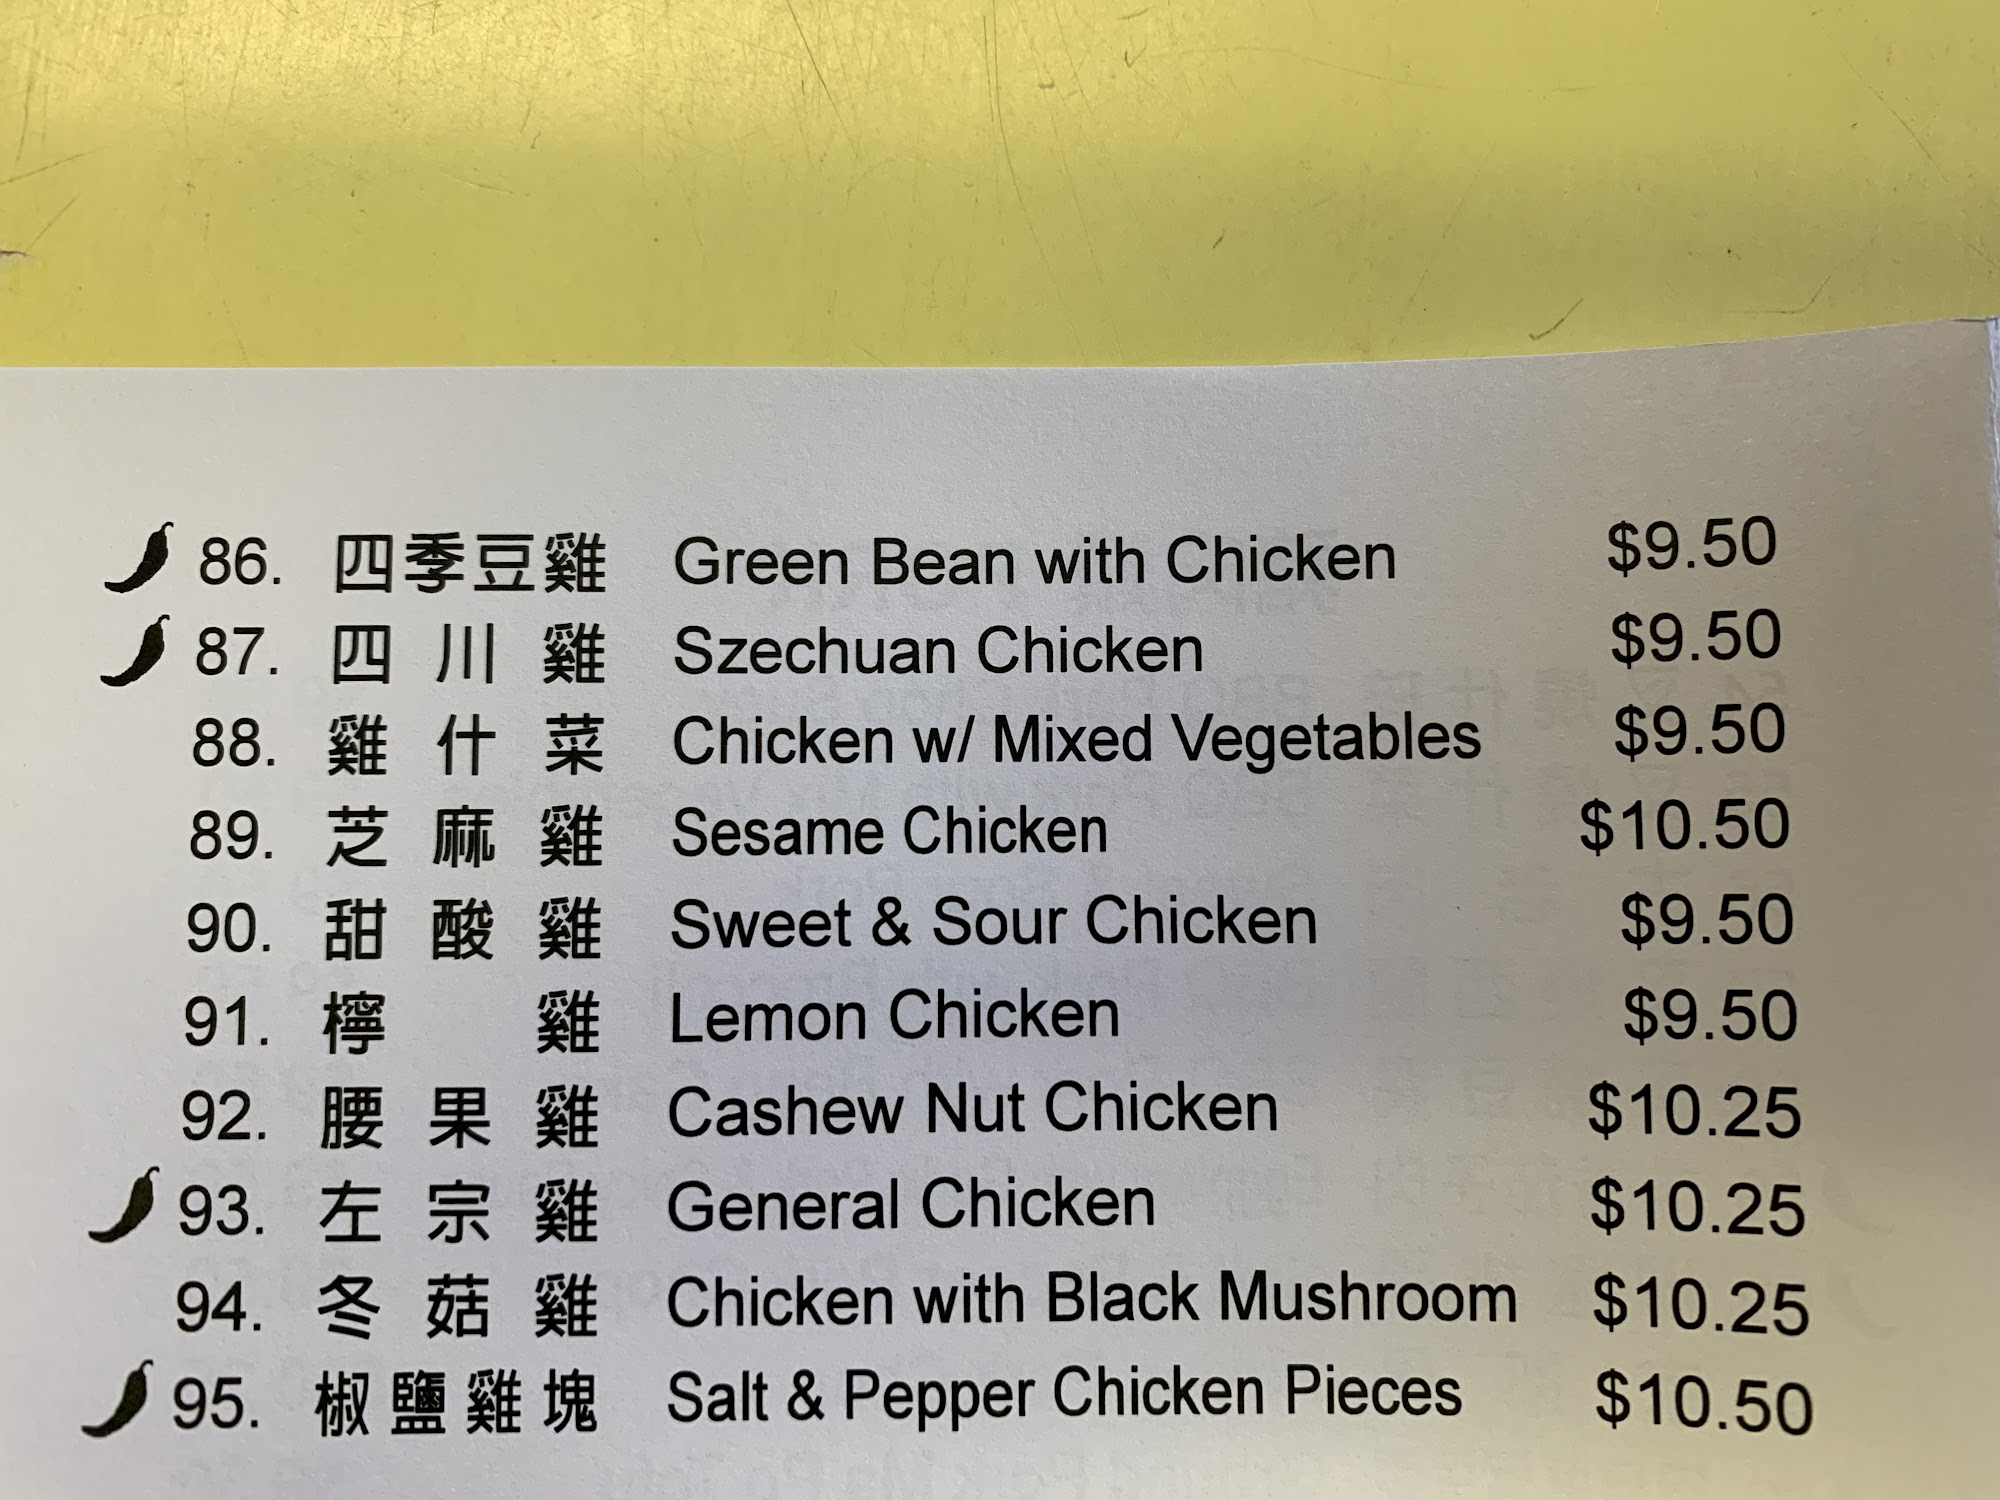 86. 四季豆雞 Green Bean with Chicken $9.50
87. 四川雞 Szechuan Chicken $9.50
88. 雞什菜 Chicken w/ Mixed Vegetables $9.50
89. 芝麻雞 Sesame Chicken $10.50
90. 甜酸雞 Sweet & Sour Chicken $9.50
91. 檸雞 Lemon Chicken $9.50
92. 腰果雞 Cashew Nut Chicken $10.25
93. 左宗雞 General Chicken $10.25
94. 冬菇雞 Chicken with Black Mushroom $10.25
95. 椒鹽雞塊 Salt & Pepper Chicken Pieces $10.50